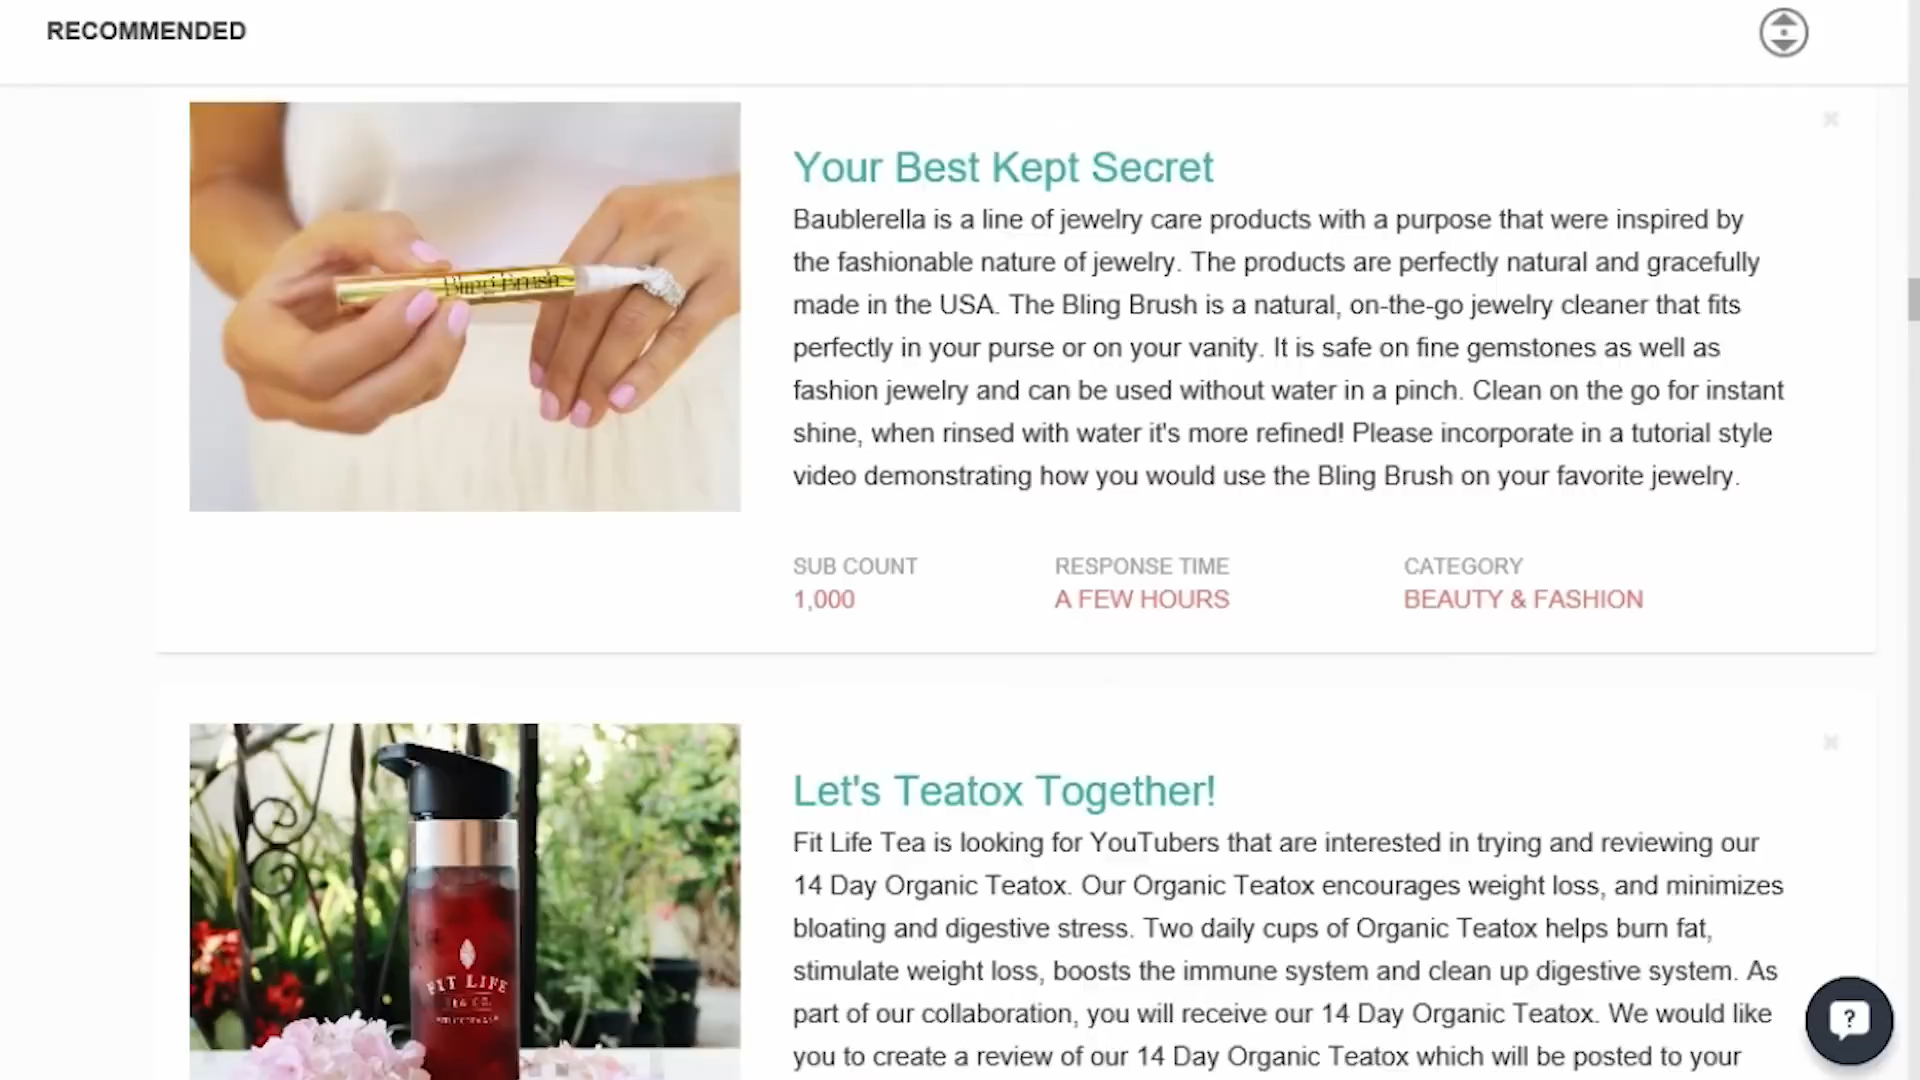 RECOMMENDED
Bling Brush
Your Best Kept Secret
Baublerella is a line of jewelry care products with a purpose that were inspired by
the fashionable nature of jewelry. The products are perfectly natural and gracefully
made in the USA. The Bling Brush is a natural, on-the-go jewelry cleaner that fits
perfectly in your purse or on your vanity. It is safe on fine gemstones as well as
fashion jewelry and can be used without water in a pinch. Clean on the go for instant
shine, when rinsed with water it's more refined! Please incorporate in a tutorial style
video demonstrating how you would use the Bling Brush on your favorite jewelry.
SUB COUNT RESPONSE TIME CATEGORY
1,000 A FEW HOURS BEAUTY & FASHION
Let's Teatox Together!
Fit Life Tea is looking for YouTubers that are interested in trying and reviewing our
14 Day Organic Teatox. Our Organic Teatox encourages weight loss, and minimizes
bloating and digestive stress. Two daily cups of Organic Teatox helps burn fat,
stimulate weight loss, boosts the immune system and clean up digestive system. As
part of our collaboration, you will receive our 14 Day Organic Teatox. We would like
you to create a review of our 14 Day Organic Teatox which will be posted to your
FIT LIFE
TEA CO.
?